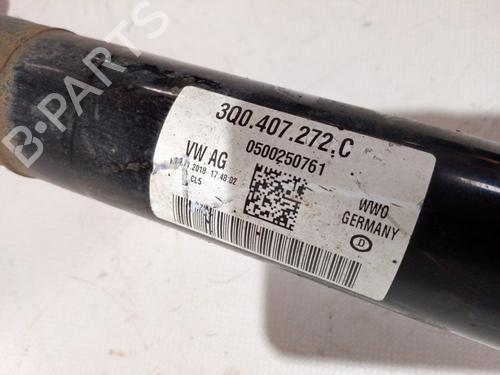 3Q0.407.272.C
VW AG
0500250761
.2018 17:48:02
CL5
WWO
GERMANY
D
B-PARTS